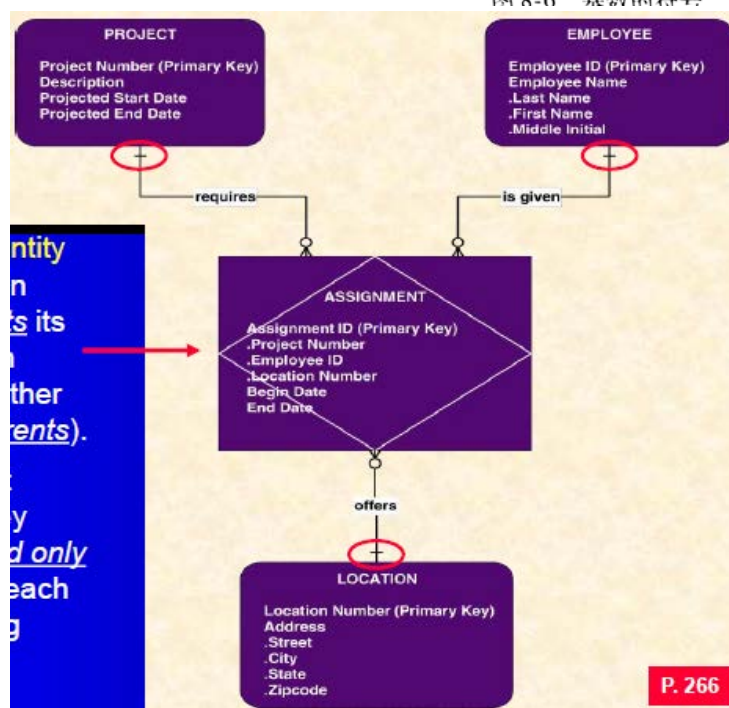 图 8-6
PROJECT
Project Number (Primary Key)
Description
Projected Start Date
Projected End Date
EMPLOYEE
Employee ID (Primary Key)
Employee Name
.Last Name
.First Name
.Middle Initial
requires
is given
ntity
n
ts its
n
ther
rents).
t
y
d only
each
g
ASSIGNMENT
Assignment ID (Primary Key)
.Project Number
.Employee ID
.Location Number
Begin Date
End Date
offers
LOCATION
Location Number (Primary Key)
Address
.Street
.City
.State
.Zipcode
P. 266